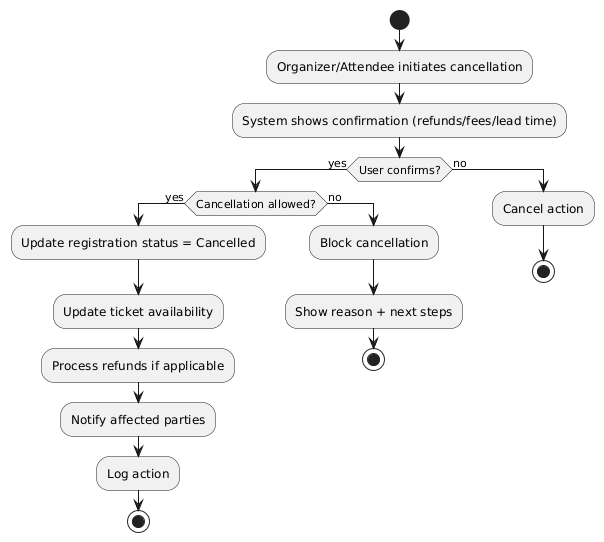 Organizer/Attendee initiates cancellation
System shows confirmation (refunds/fees/lead time)
yes
User confirms?
no
yes
Cancellation allowed?
no
Cancel action
Update registration status = Cancelled
Block cancellation
Update ticket availability
Show reason + next steps
Process refunds if applicable
Notify affected parties
Log action